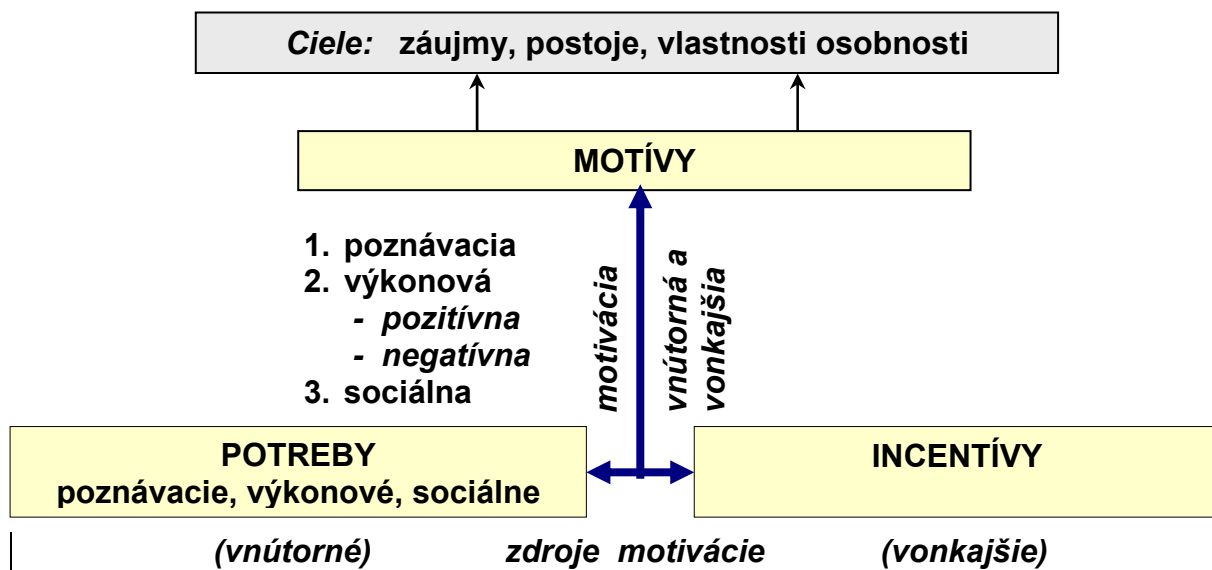 Ciele: záujmy, postoje, vlastnosti osobnosti
MOTÍVY
1. poznávacia
2. výkonová
- pozitívna
- negatívna
3. sociálna
motivácia
vnútorná a
vonkajšia
POTREBY
poznávacie, výkonové, sociálne
INCENTÍVY
(vnútorné) zdroje motivácie (vonkajšie)